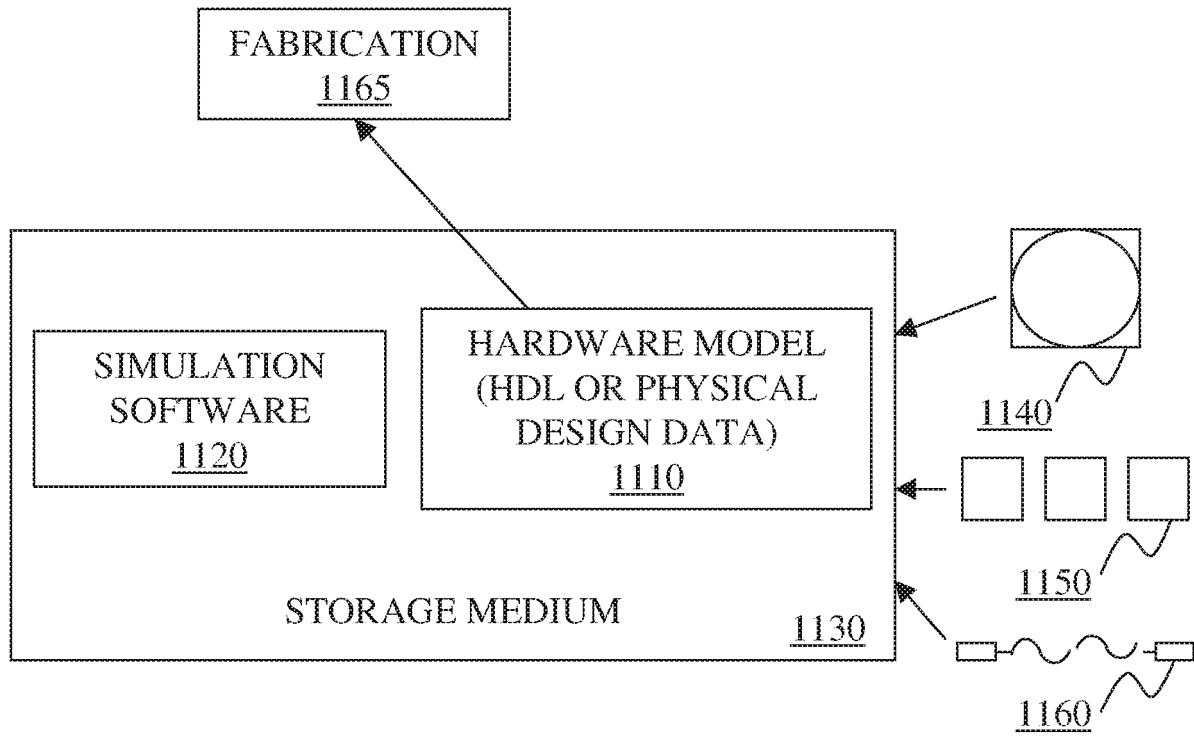 FABRICATION
1165
SIMULATION
SOFTWARE
1120
HARDWARE MODEL
(HDL OR PHYSICAL
DESIGN DATA)
1110
STORAGE MEDIUM
1130
1140
1150
1160